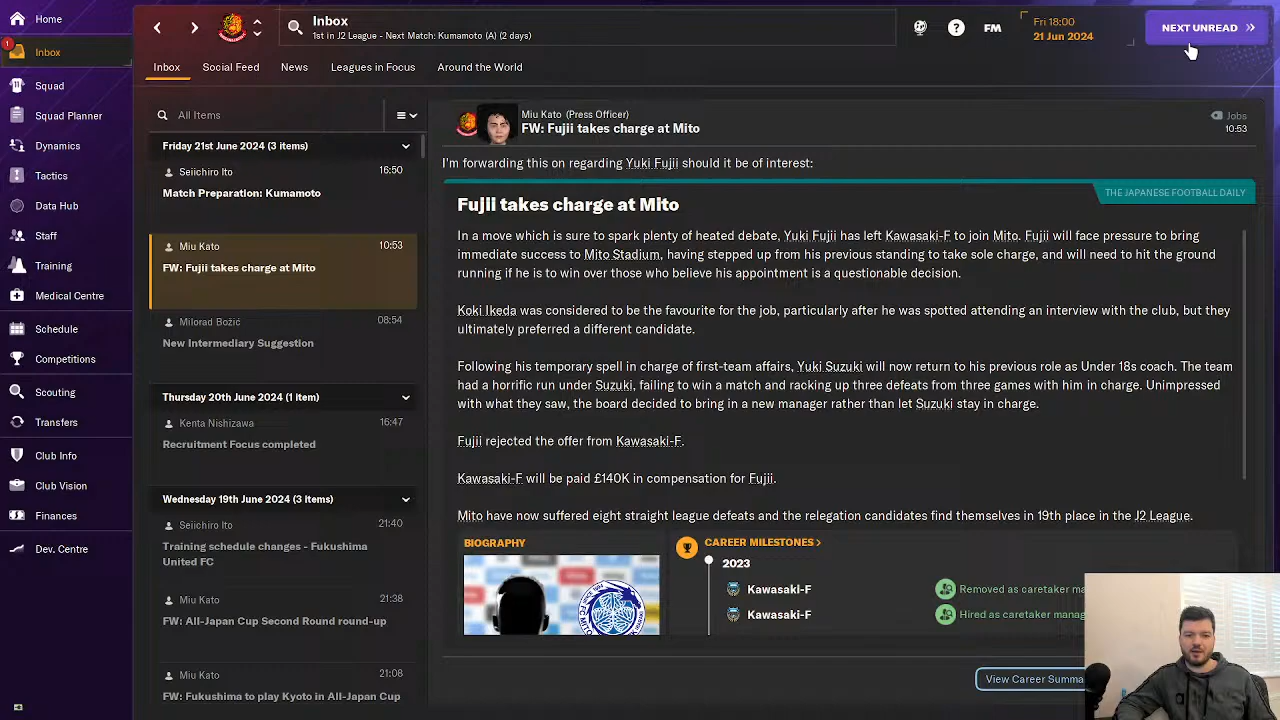 Home
Inbox
1st in J2 League - Next Match: Kumamoto (A) (2 days)
FM
Fri 18:00
21 Jun 2024
NEXT UNREAD
1
Inbox
Squad
Squad Planner
Dynamics
Tactics
Data Hub
Staff
Training
Medical Centre
Schedule
Competitions
Scouting
Transfers
Club Info
Club Vision
Finances
Dev. Centre
Inbox
Social Feed
News
Leagues in Focus
Around the World
All Items
Friday 21st June 2024 (3 items)
Seiichiro Ito
16:50
Match Preparation: Kumamoto
Miu Kato
10:53
FW: Fujii takes charge at Mito
Milorad Božić
08:54
New Intermediary Suggestion
Thursday 20th June 2024 (1 item)
Kenta Nishizawa
16:47
Recruitment Focus completed
Wednesday 19th June 2024 (3 items)
Seiichiro Ito
21:40
Training schedule changes - Fukushima
United FC
Miu Kato
21:38
FW: All-Japan Cup Second Round round-up
Miu Kato
21:08
FW: Fukushima to play Kyoto in All-Japan Cup
Miu Kato (Press Officer)
FW: Fujii takes charge at Mito
Jobs
10:53
I'm forwarding this on regarding Yuki Fujii should it be of interest:
THE JAPANESE FOOTBALL DAILY
Fujii takes charge at Mito
In a move which is sure to spark plenty of heated debate, Yuki Fujii has left Kawasaki-F to join Mito. Fujii will face pressure to bring
immediate success to Mito Stadium, having stepped up from his previous standing to take sole charge, and will need to hit the ground
running if he is to win over those who believe his appointment is a questionable decision.
Koki Ikeda was considered to be the favourite for the job, particularly after he was spotted attending an interview with the club, but they
ultimately preferred a different candidate.
Following his temporary spell in charge of first-team affairs, Yuki Suzuki will now return to his previous role as Under 18s coach. The team
had a horrific run under Suzuki, failing to win a match and racking up three defeats from three games with him in charge. Unimpressed
with what they saw, the board decided to bring in a new manager rather than let Suzuki stay in charge.
Fujii rejected the offer from Kawasaki-F.
Kawasaki-F will be paid £140K in compensation for Fujii.
Mito have now suffered eight straight league defeats and the relegation candidates find themselves in 19th place in the J2 League.
BIOGRAPHY
CAREER MILESTONES >
2023
Kawasaki-F
Removed as caretaker ma
Kawasaki-F
Hired as caretaker manag
View Career Summa